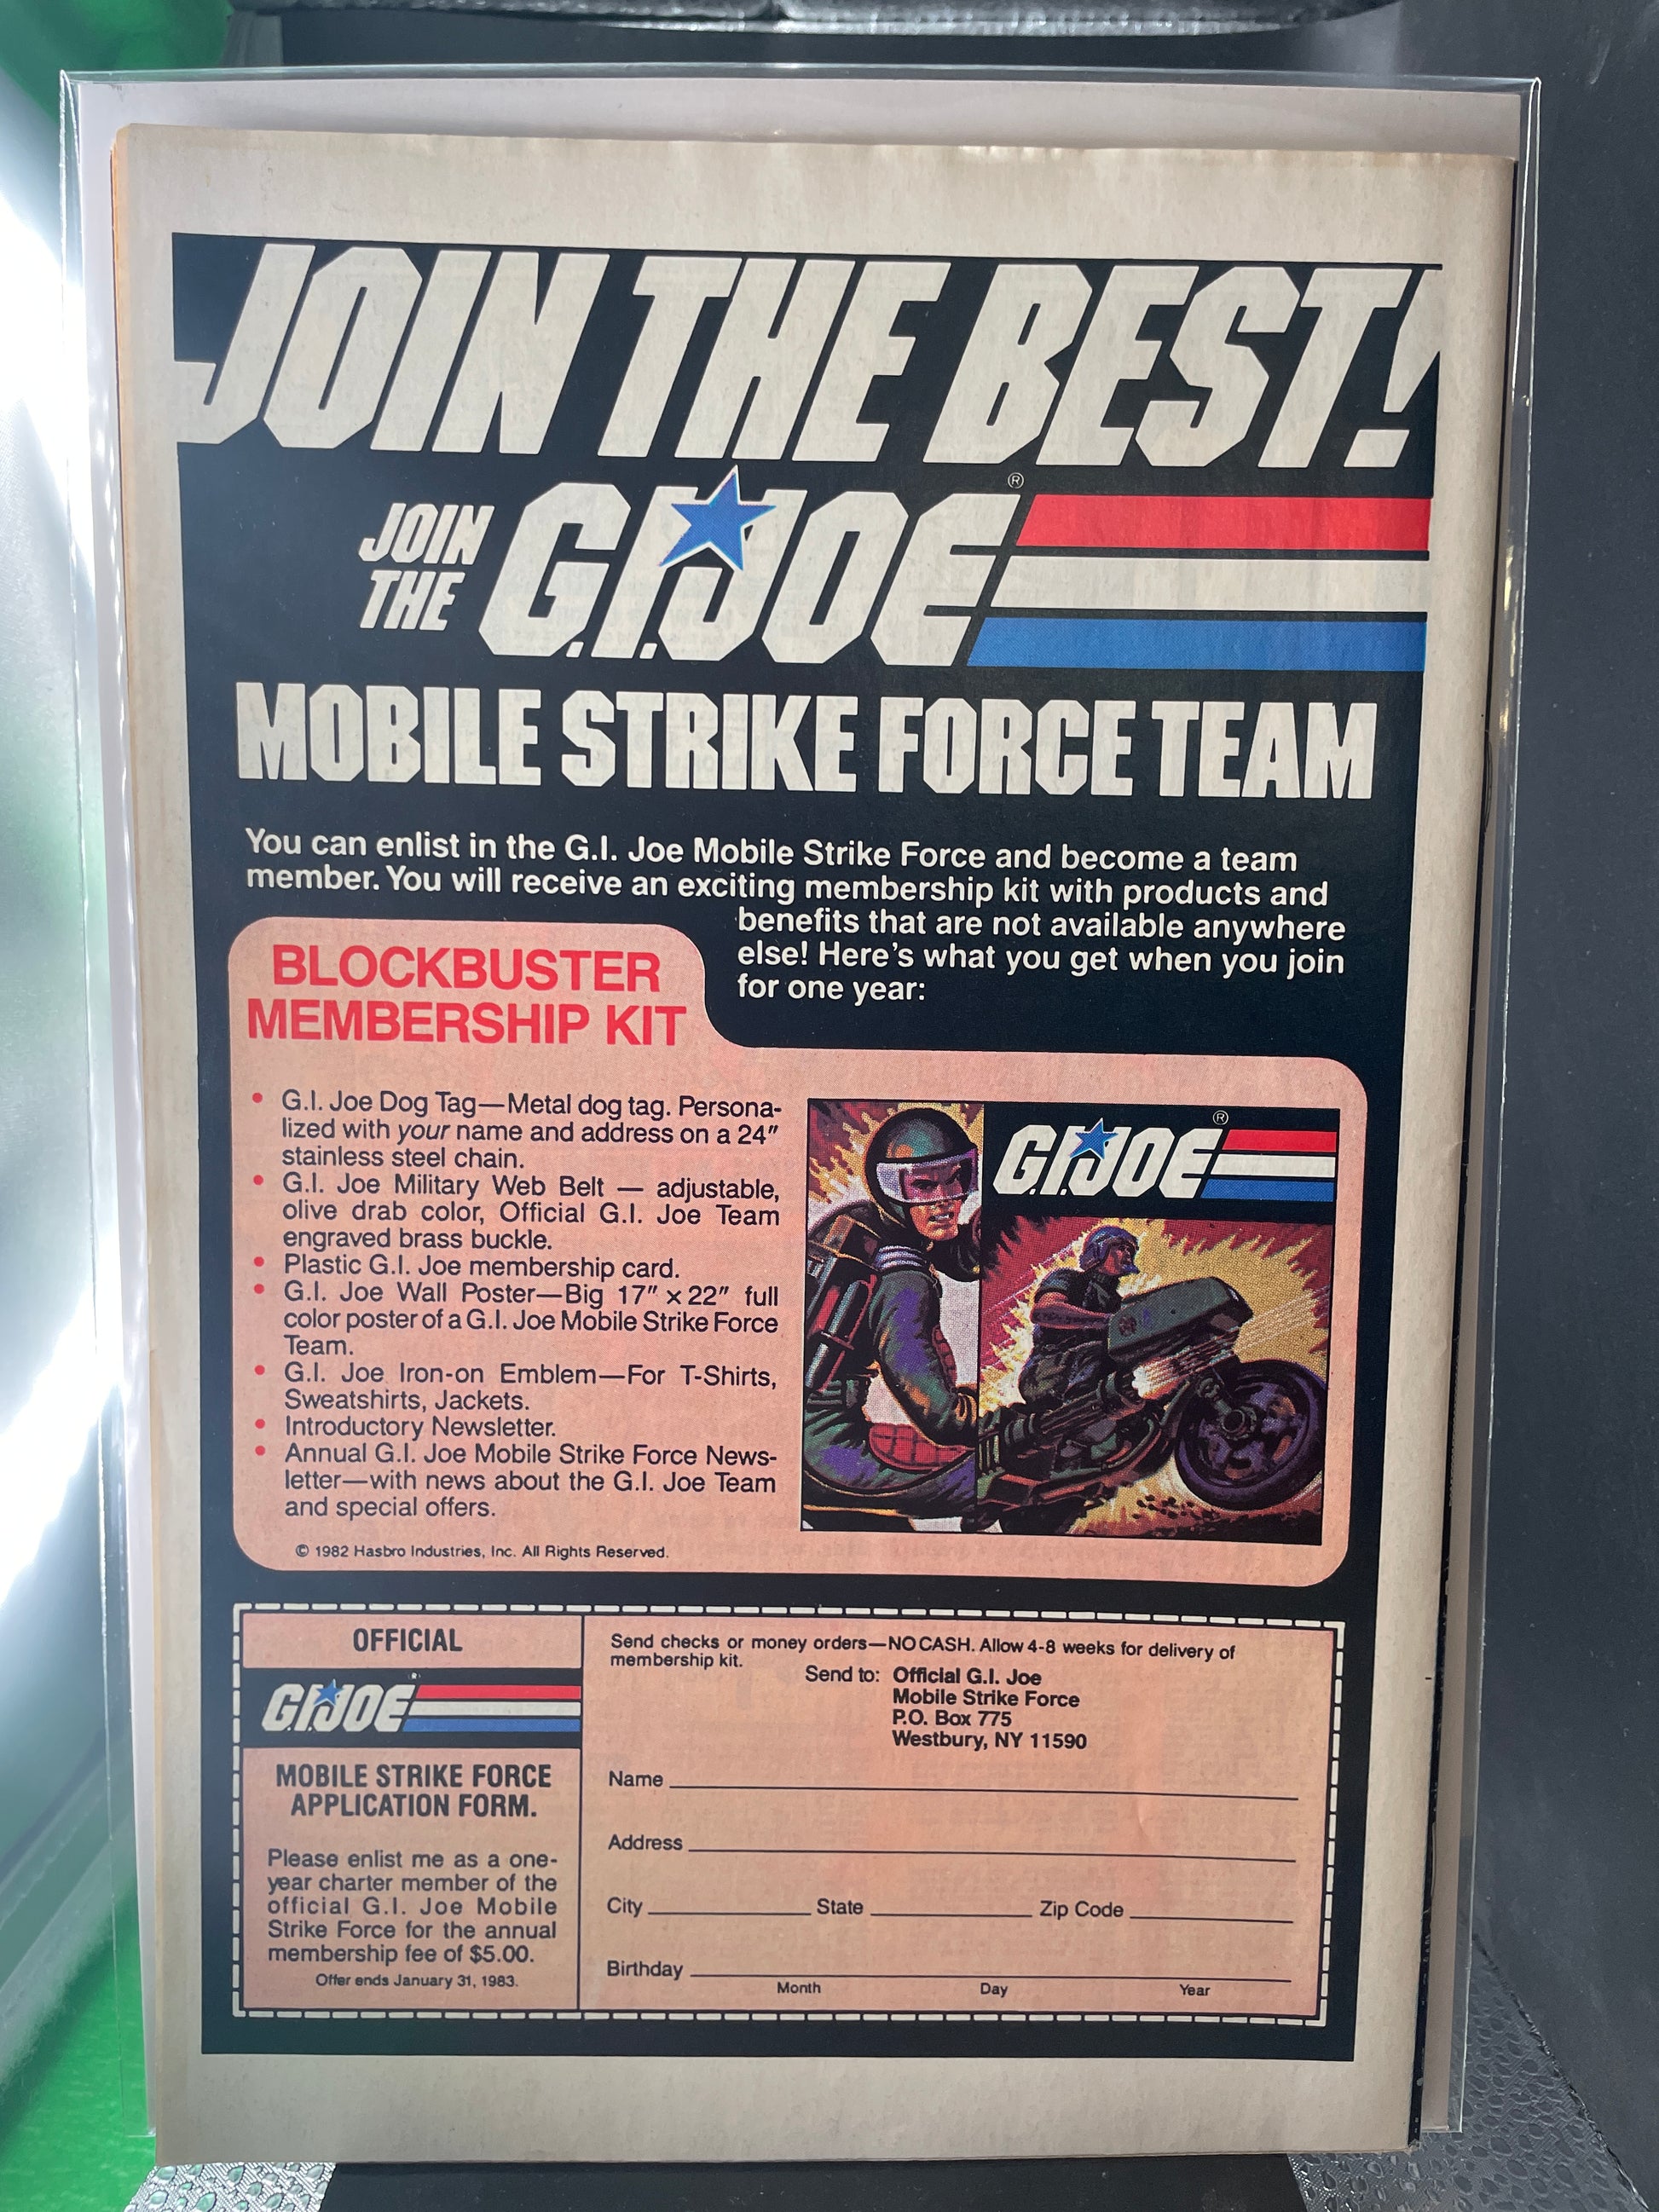 JOIN THE BEST!
JOIN
THE
G.I. JOE ®
MOBILE STRIKE FORCE TEAM
You can enlist in the G.I. Joe Mobile Strike Force and become a team
member. You will receive an exciting membership kit with products and
benefits that are not available anywhere
else! Here's what you get when you join
for one year:
BLOCKBUSTER
MEMBERSHIP KIT
• G.I. Joe Dog Tag—Metal dog tag. Persona-
lized with your name and address on a 24"
stainless steel chain.
• G.I. Joe Military Web Belt — adjustable,
olive drab color, Official G.I. Joe Team
engraved brass buckle.
• Plastic G.I. Joe membership card.
• G.I. Joe Wall Poster—Big 17" x 22" full
color poster of a G.I. Joe Mobile Strike Force
Team.
• G.I. Joe Iron-on Emblem—For T-Shirts,
Sweatshirts, Jackets.
• Introductory Newsletter.
• Annual G.I. Joe Mobile Strike Force News-
letter—with news about the G.I. Joe Team
and special offers.
© 1982 Hasbro Industries, Inc. All Rights Reserved.
G.I. JOE ®
OFFICIAL
G.I. JOE ®
MOBILE STRIKE FORCE
APPLICATION FORM.
Please enlist me as a one-
year charter member of the
official G.I. Joe Mobile
Strike Force for the annual
membership fee of $5.00.
Offer ends January 31, 1983.
Send checks or money orders—NO CASH. Allow 4-8 weeks for delivery of
membership kit.
Send to: Official G.I. Joe
Mobile Strike Force
P.O. Box 775
Westbury, NY 11590
Name
Address
City State Zip Code
Birthday
Month Day Year